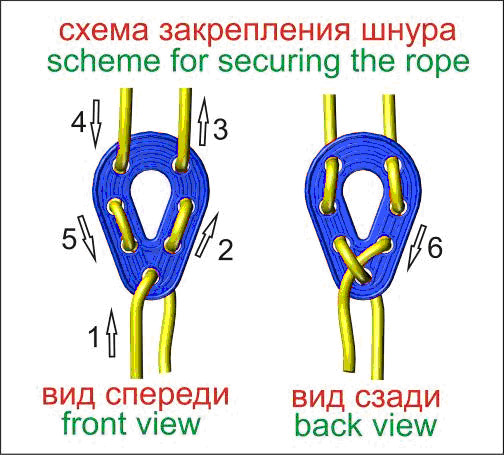 схема закрепления шнура
scheme for securing the rope
4
3
5
2
6
1
вид спереди
front view
вид сзади
back view